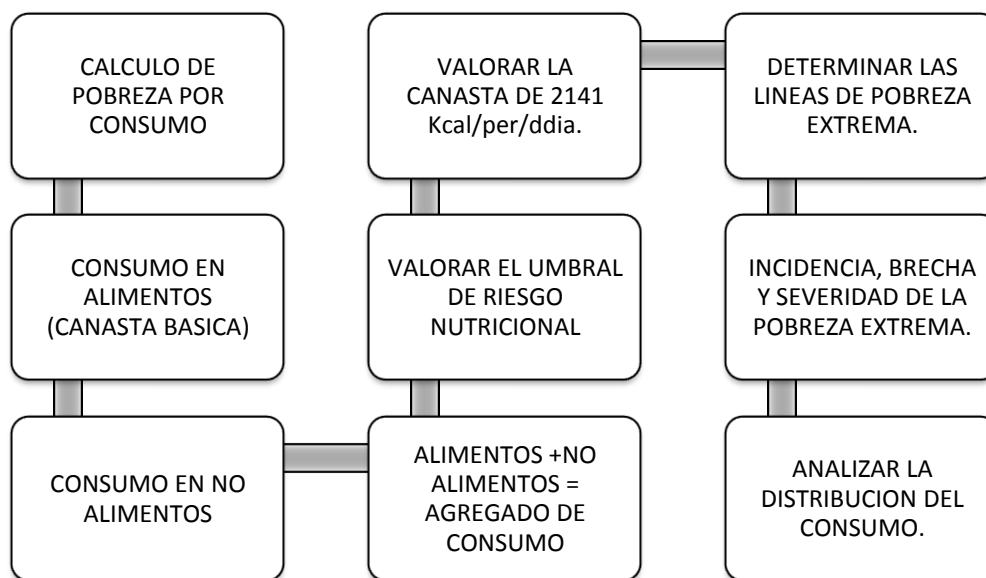 CALCULO DE
POBREZA POR
CONSUMO
CONSUMO EN
ALIMENTOS
(CANASTA BASICA)
CONSUMO EN NO
ALIMENTOS
ALIMENTOS +NO
ALIMENTOS =
AGREGADO DE
CONSUMO
VALORAR EL UMBRAL
DE RIESGO
NUTRICIONAL
VALORAR LA
CANASTA DE 2141
Kcal/per/ddia.
DETERMINAR LAS
LINEAS DE POBREZA
EXTREMA.
INCIDENCIA, BRECHA
Y SEVERIDAD DE LA
POBREZA EXTREMA.
ANALIZAR LA
DISTRIBUCION DEL
CONSUMO.